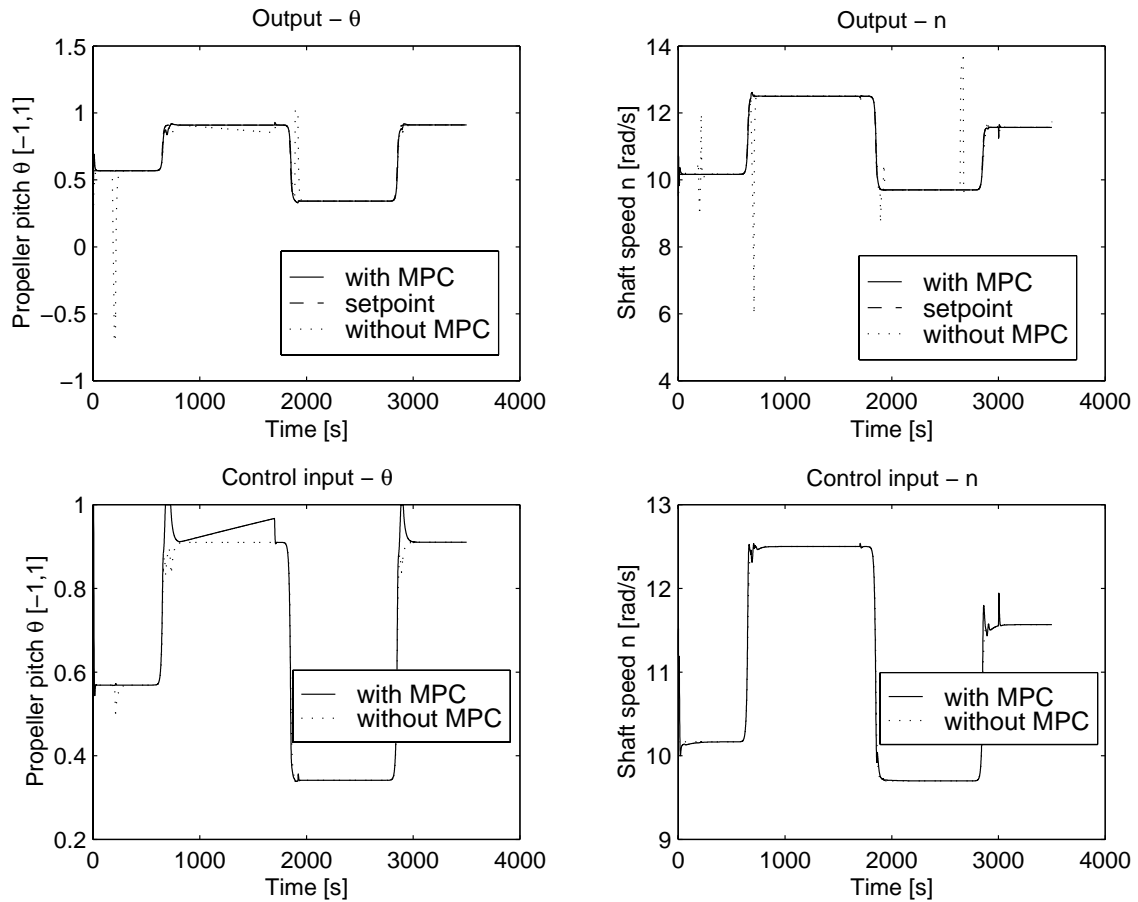 Output – θ
Propeller pitch θ [–1,1]
1.5
1
0.5
0
–0.5
–1
0 1000 2000 3000 4000
Time [s]
with MPC
setpoint
without MPC
Output – n
Shaft speed n [rad/s]
14
12
10
8
6
4
0 1000 2000 3000 4000
Time [s]
with MPC
setpoint
without MPC
Control input – θ
Propeller pitch θ [–1,1]
1
0.8
0.6
0.4
0.2
0 1000 2000 3000 4000
Time [s]
with MPC
without MPC
Control input – n
Shaft speed n [rad/s]
13
12
11
10
9
0 1000 2000 3000 4000
Time [s]
with MPC
without MPC